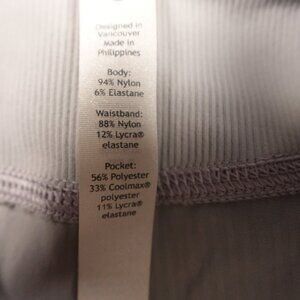 Designed in
Vancouver
Made in
Philippines
Body:
94% Nylon
6% Elastane
Waistband:
88% Nylon
12% Lycra®
elastane
Pocket:
56% Polyester
33% Coolmax®
polyester
11% Lycra®
elastane